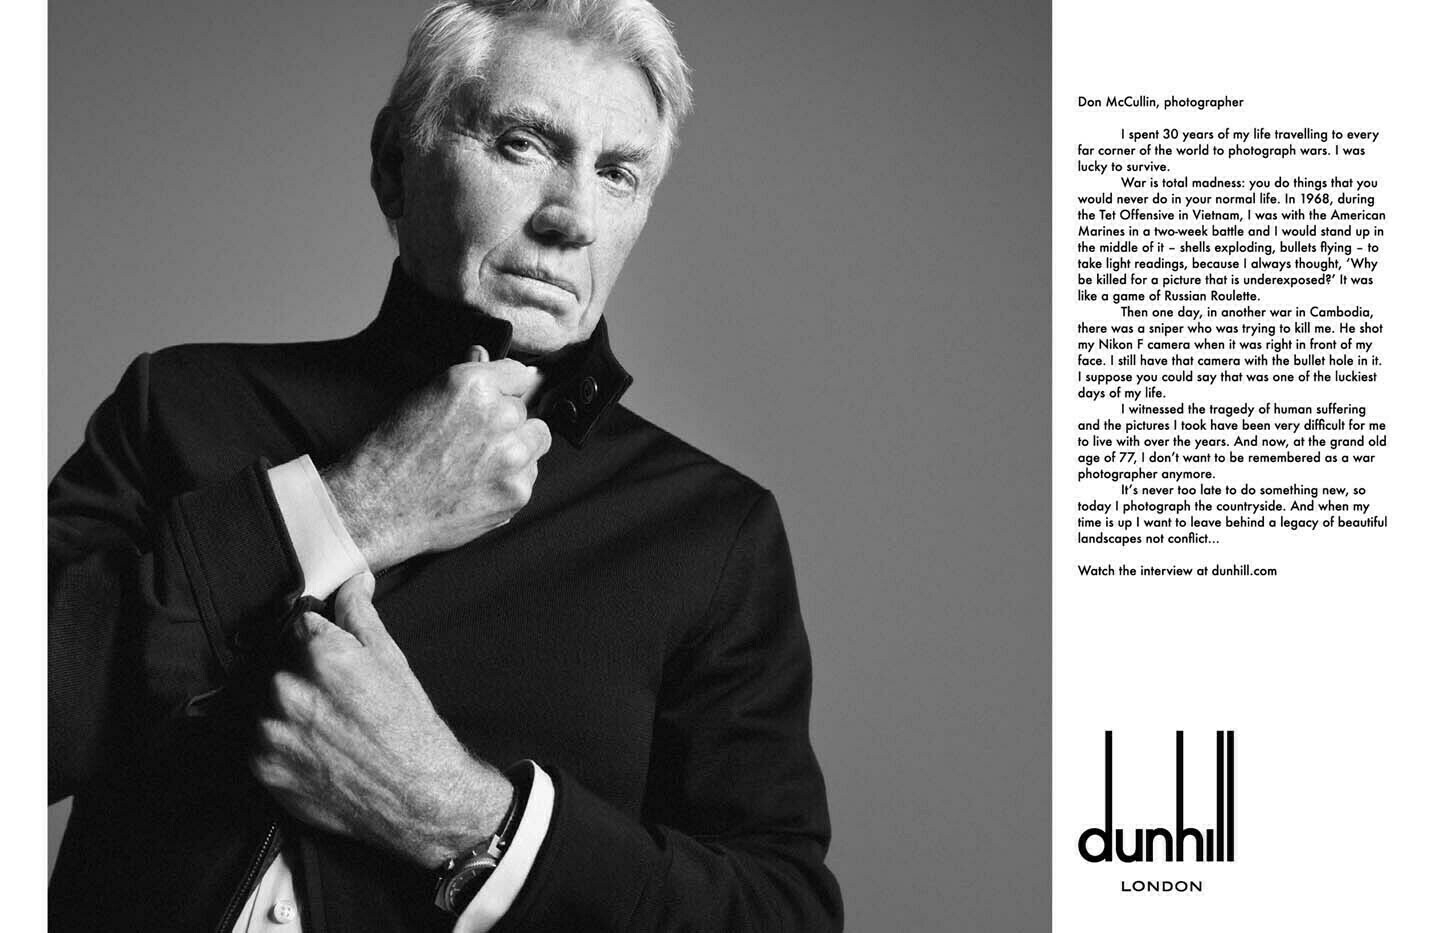 Don McCullin, photographer
I spent 30 years of my life travelling to every
far corner of the world to photograph wars. I was
lucky to survive.
War is total madness: you do things that you
would never do in your normal life. In 1968, during
the Tet Offensive in Vietnam, I was with the American
Marines in a two-week battle and I would stand up in
the middle of it – shells exploding, bullets flying – to
take light readings, because I always thought, ‘Why
be killed for a picture that is underexposed?’ It was
like a game of Russian Roulette.
Then one day, in another war in Cambodia,
there was a sniper who was trying to kill me. He shot
my Nikon F camera when it was right in front of my
face. I still have that camera with the bullet hole in it.
I suppose you could say that was one of the luckiest
days of my life.
I witnessed the tragedy of human suffering
and the pictures I took have been very difficult for me
to live with over the years. And now, at the grand old
age of 77, I don’t want to be remembered as a war
photographer anymore.
It’s never too late to do something new, so
today I photograph the countryside. And when my
time is up I want to leave behind a legacy of beautiful
landscapes not conflict...
Watch the interview at dunhill.com
dunhill
LONDON